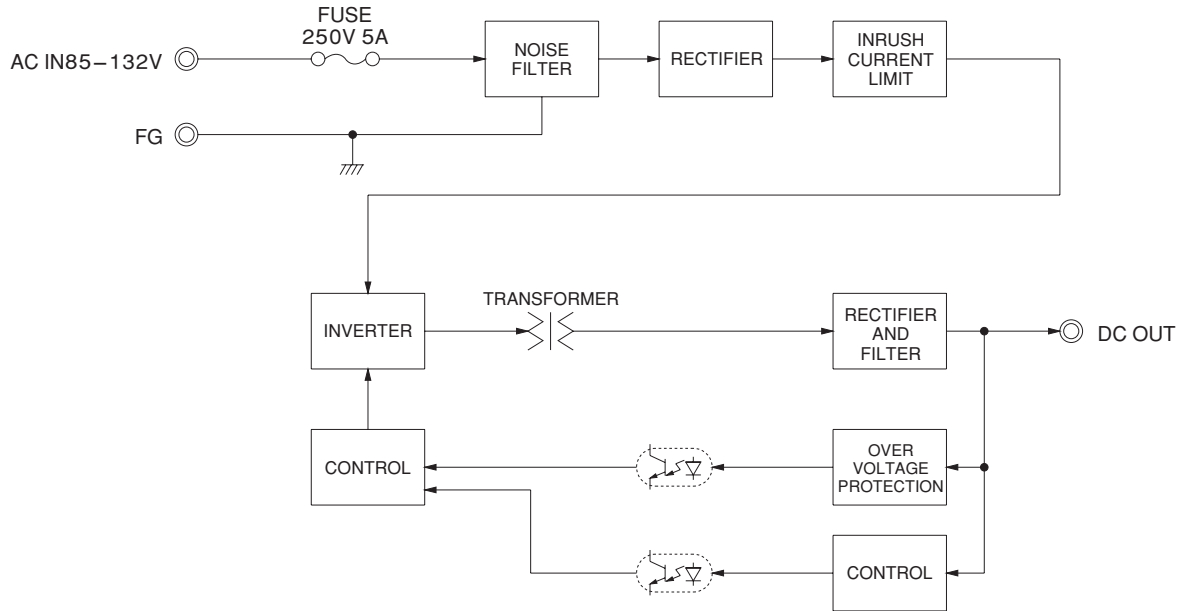 FUSE
250V 5A
AC IN85–132V
NOISE
FILTER
RECTIFIER
INRUSH
CURRENT
LIMIT
FG
TRANSFORMER
INVERTER
RECTIFIER
AND
FILTER
DC OUT
CONTROL
OVER
VOLTAGE
PROTECTION
CONTROL